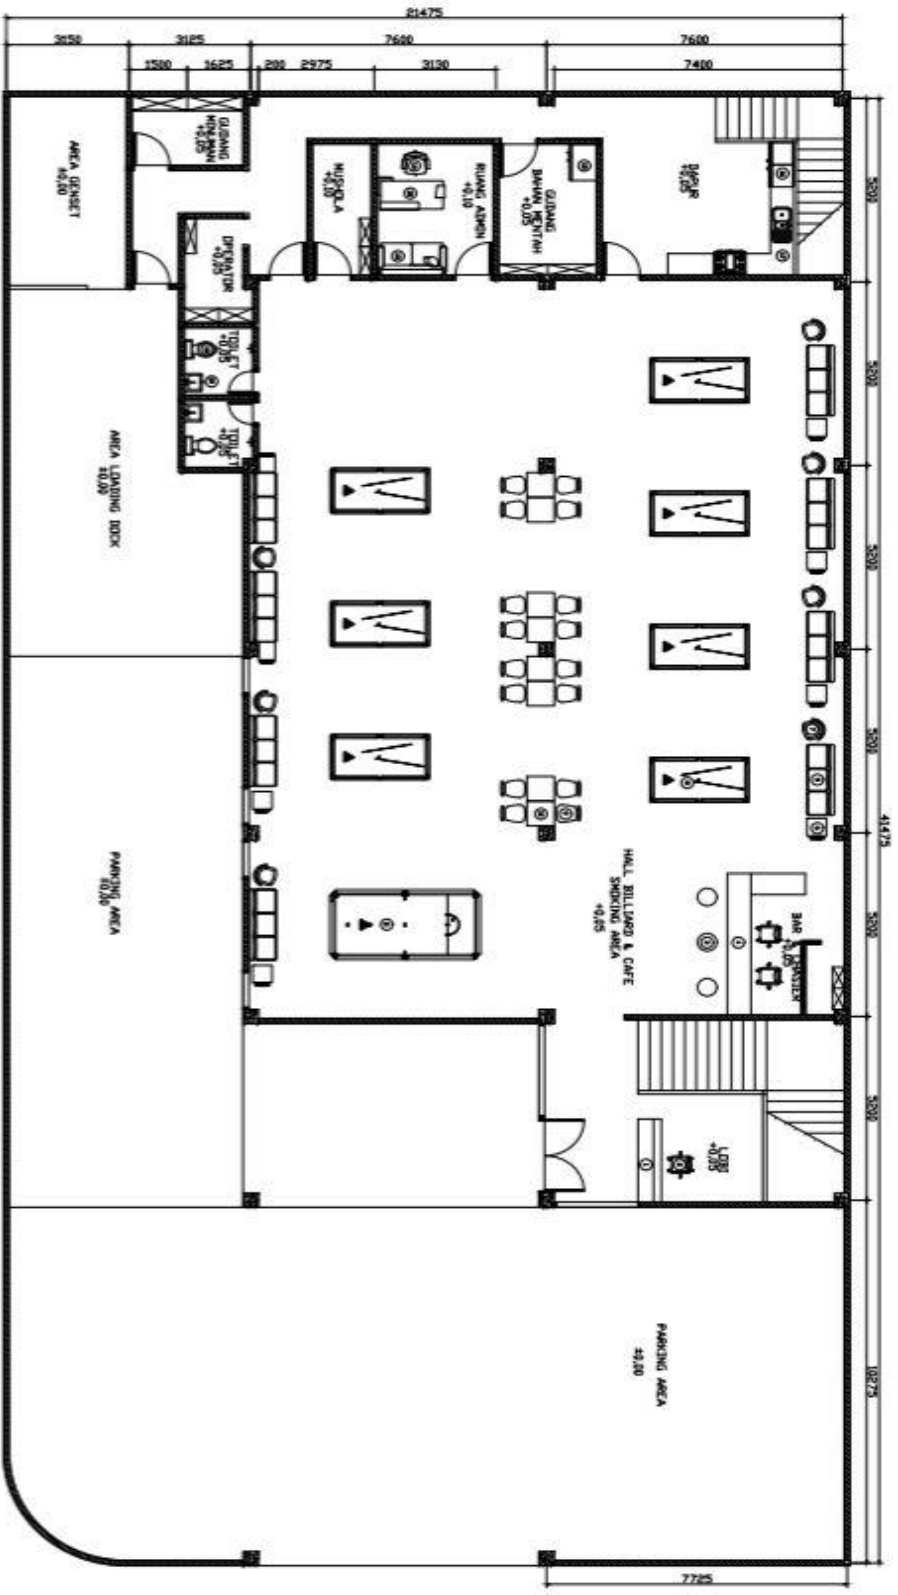 21475
3150
3125
7600
7600
1500
1625
200
2975
3130
7400
AREA GENSET
±0.00
GUDANG
MINUMAN
+0.05
OPERATOR
+0.05
MUSHOLA
+0.10
RUANG ADMIN
+0.10
GUDANG
BAHAN MENTAH
+0.05
DAPUR
+0.05
TOILET
+0.05
TOILET
+0.05
AREA LOADING DOCK
±0.00
PARKING AREA
±0.00
HALL BILLIARD & CAFE
SMOKING AREA
+0.05
BAR
+0.05
LOBI
+0.05
PARKING AREA
±0.00
5200
5200
5200
5200
5200
5200
10275
41475
7725